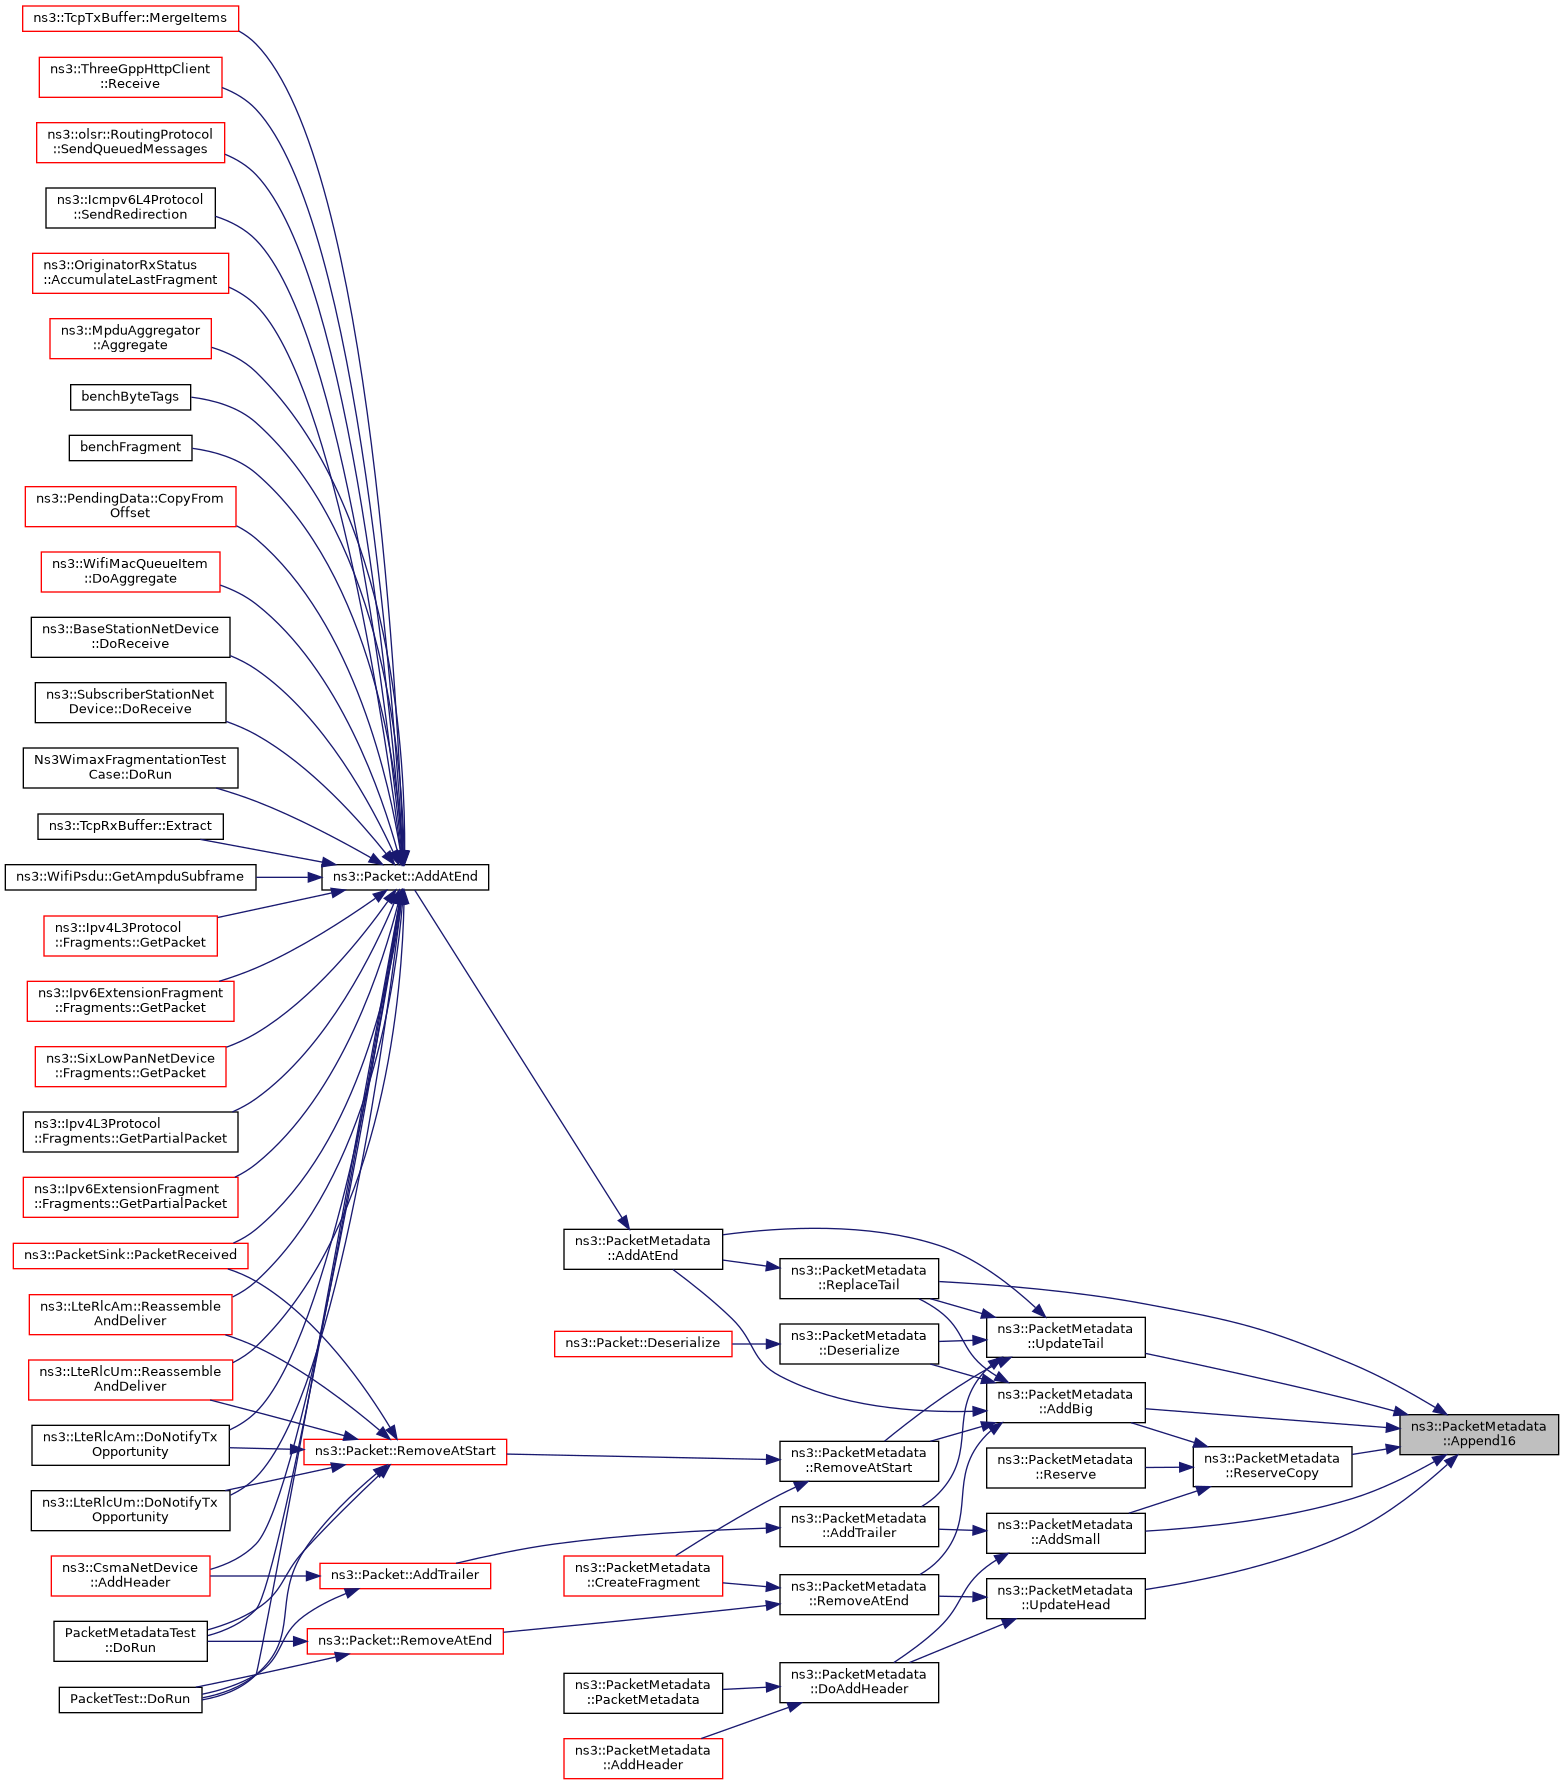 ns3::TcpTxBuffer::MergeItems
ns3::ThreeGppHttpClient
::Receive
ns3::olsr::RoutingProtocol
::SendQueuedMessages
ns3::Icmpv6L4Protocol
::SendRedirection
ns3::OriginatorRxStatus
::AccumulateLastFragment
ns3::MpduAggregator
::Aggregate
benchByteTags
benchFragment
ns3::PendingData::CopyFrom
Offset
ns3::WifiMacQueueItem
::DoAggregate
ns3::BaseStationNetDevice
::DoReceive
ns3::SubscriberStationNet
Device::DoReceive
Ns3WimaxFragmentationTest
Case::DoRun
ns3::TcpRxBuffer::Extract
ns3::WifiPsdu::GetAmpduSubframe
ns3::Ipv4L3Protocol
::Fragments::GetPacket
ns3::Ipv6ExtensionFragment
::Fragments::GetPacket
ns3::SixLowPanNetDevice
::Fragments::GetPacket
ns3::Ipv4L3Protocol
::Fragments::GetPartialPacket
ns3::Ipv6ExtensionFragment
::Fragments::GetPartialPacket
ns3::PacketSink::PacketReceived
ns3::LteRlcAm::Reassemble
AndDeliver
ns3::LteRlcUm::Reassemble
AndDeliver
ns3::LteRlcAm::DoNotifyTx
Opportunity
ns3::LteRlcUm::DoNotifyTx
Opportunity
ns3::CsmaNetDevice
::AddHeader
PacketMetadataTest
::DoRun
PacketTest::DoRun
ns3::Packet::AddAtEnd
ns3::Packet::RemoveAtStart
ns3::Packet::AddTrailer
ns3::Packet::RemoveAtEnd
ns3::PacketMetadata
::AddAtEnd
ns3::Packet::Deserialize
ns3::PacketMetadata
::CreateFragment
ns3::PacketMetadata
::PacketMetadata
ns3::PacketMetadata
::AddHeader
ns3::PacketMetadata
::ReplaceTail
ns3::PacketMetadata
::Deserialize
ns3::PacketMetadata
::RemoveAtStart
ns3::PacketMetadata
::AddTrailer
ns3::PacketMetadata
::RemoveAtEnd
ns3::PacketMetadata
::DoAddHeader
ns3::PacketMetadata
::UpdateTail
ns3::PacketMetadata
::AddBig
ns3::PacketMetadata
::Reserve
ns3::PacketMetadata
::AddSmall
ns3::PacketMetadata
::UpdateHead
ns3::PacketMetadata
::ReserveCopy
ns3::PacketMetadata
::Append16